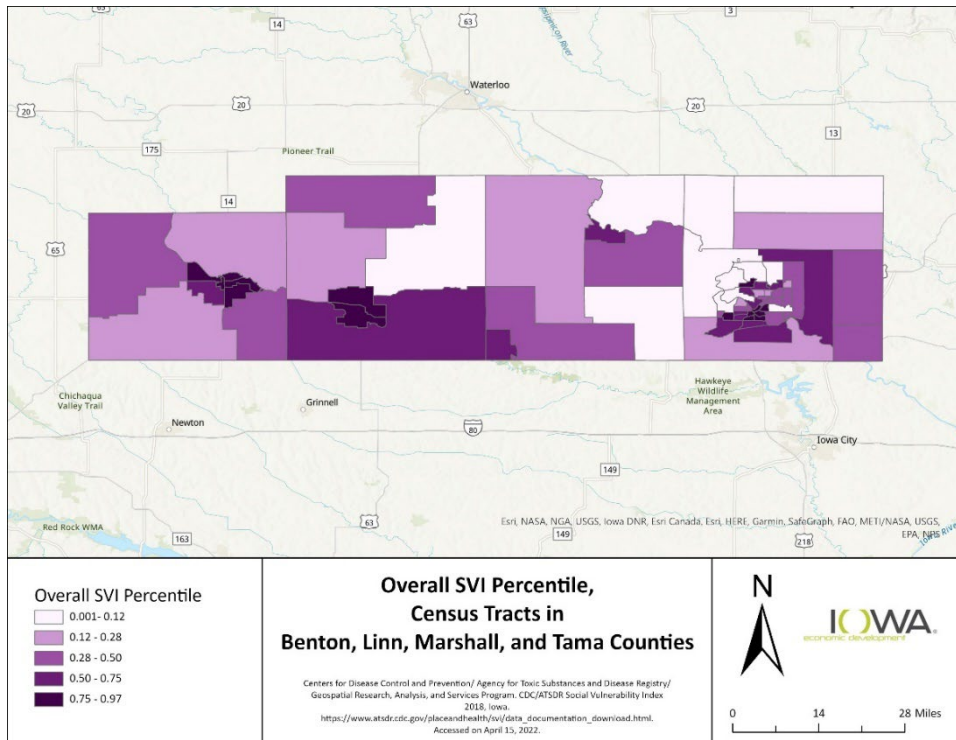 65
63
3
14
Wapsipinicon River
Waterloo
20
20
20
175
13
Pioneer Trail
14
65
Chichaqua
Valley Trail
Newton
Grinnell
80
Hawkeye
Wildlife
Management
Area
Iowa City
149
Red Rock WMA
163
63
149
218
Iowa River
Esri, NASA, NGA, USGS, Iowa DNR, Esri Canada, Esri, HERE, Garmin, SafeGraph, FAO, METI/NASA, USGS,
EPA, NPS
Overall SVI Percentile
0.001- 0.12
0.12 - 0.28
0.28 - 0.50
0.50 - 0.75
0.75 - 0.97
Overall SVI Percentile,
Census Tracts in
Benton, Linn, Marshall, and Tama Counties
Centers for Disease Control and Prevention/ Agency for Toxic Substances and Disease Registry/
Geospatial Research, Analysis, and Services Program. CDC/ATSDR Social Vulnerability Index
2018, Iowa.
https://www.atsdr.cdc.gov/placeandhealth/svi/data_documentation_download.html.
Accessed on April 15, 2022.
N
IOWA®
economic development
0 14 28 Miles